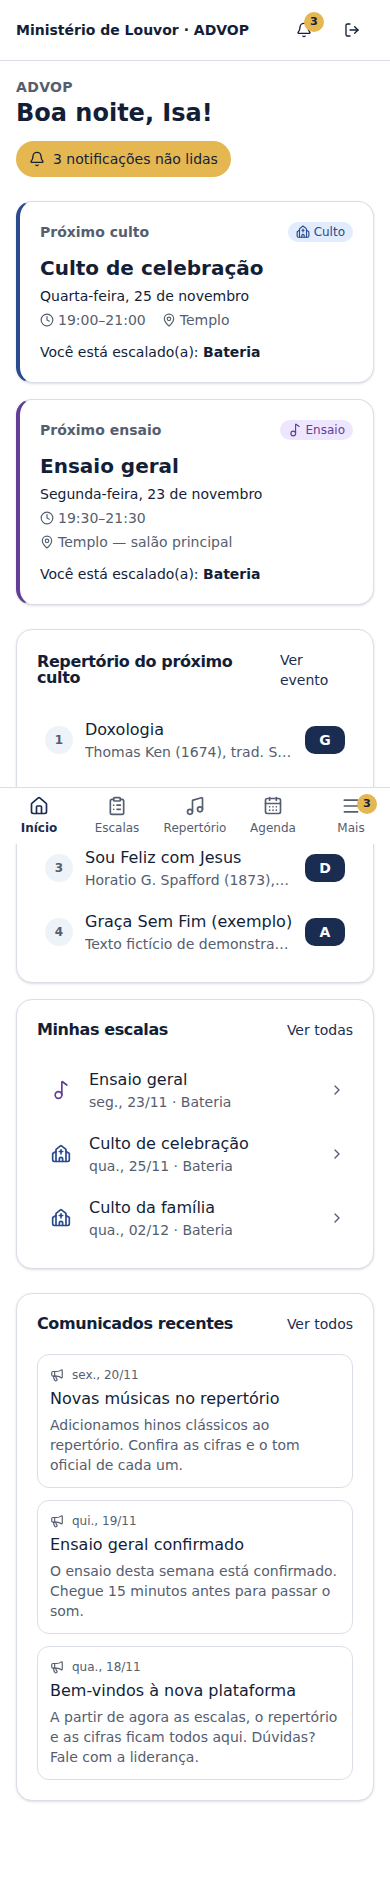 Ministério de Louvor · ADVOP
3
ADVOP
Boa noite, Isa!
3 notificações não lidas
Próximo culto
Culto
Culto de celebração
Quarta-feira, 25 de novembro
19:00–21:00
Templo
Você está escalado(a): Bateria
Próximo ensaio
Ensaio
Ensaio geral
Segunda-feira, 23 de novembro
19:30–21:30
Templo — salão principal
Você está escalado(a): Bateria
Repertório do próximo
culto
Ver
evento
1
Doxologia
Thomas Ken (1674), trad. S…
G
Início
Escalas
Repertório
Agenda
Mais
3
3
Sou Feliz com Jesus
Horatio G. Spafford (1873),…
D
4
Graça Sem Fim (exemplo)
Texto fictício de demonstra…
A
Minhas escalas
Ver todas
Ensaio geral
seg., 23/11 · Bateria
Culto de celebração
qua., 25/11 · Bateria
Culto da família
qua., 02/12 · Bateria
Comunicados recentes
Ver todos
sex., 20/11
Novas músicas no repertório
Adicionamos hinos clássicos ao
repertório. Confira as cifras e o tom
oficial de cada um.
qui., 19/11
Ensaio geral confirmado
O ensaio desta semana está confirmado.
Chegue 15 minutos antes para passar o
som.
qua., 18/11
Bem-vindos à nova plataforma
A partir de agora as escalas, o repertório
e as cifras ficam todos aqui. Dúvidas?
Fale com a liderança.